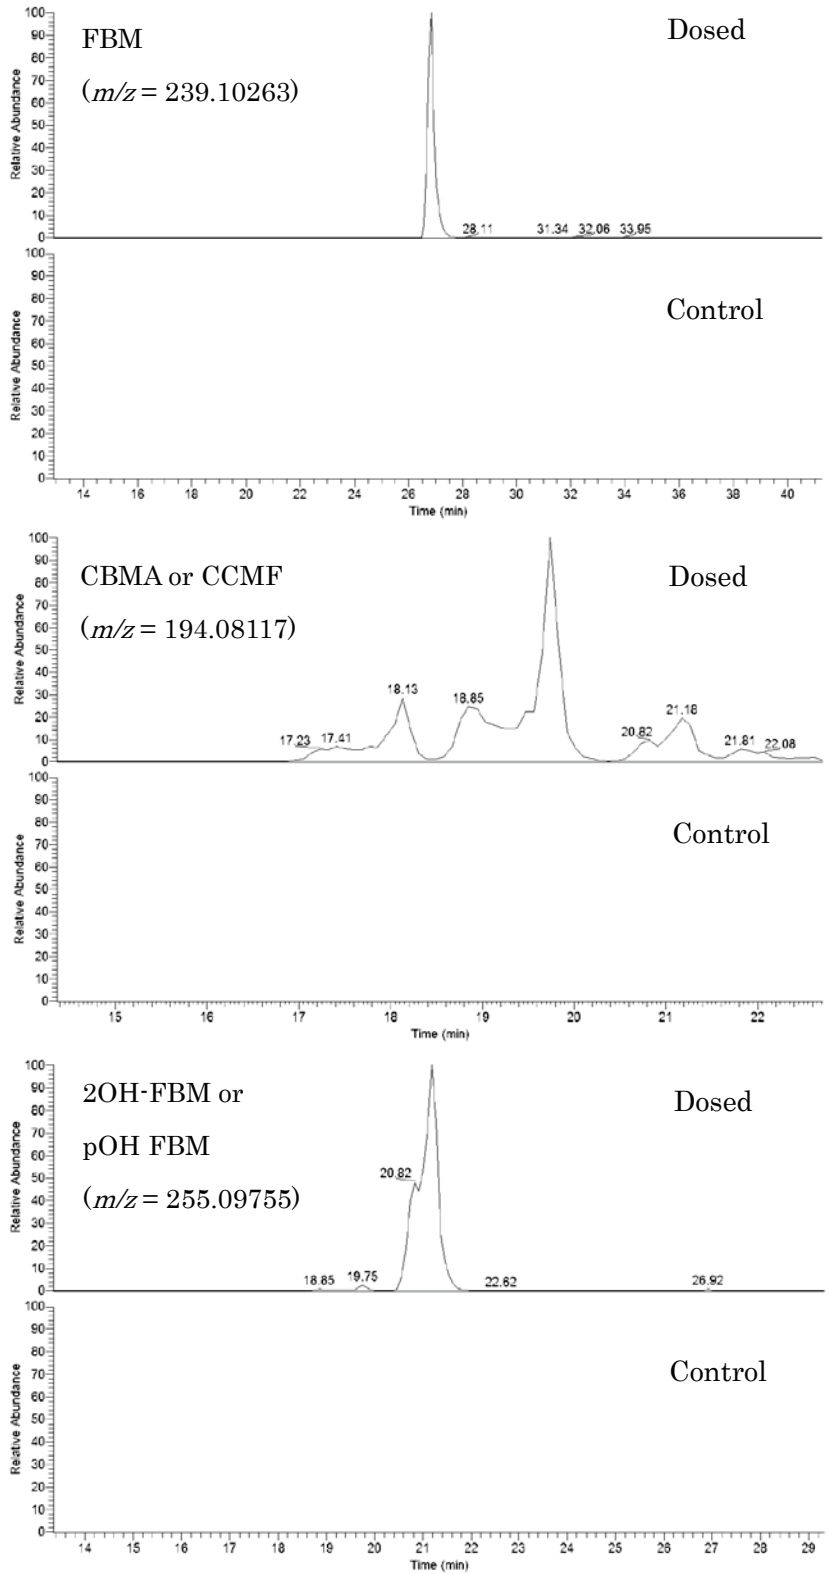 FBM
(m/z = 239.10263)
Dosed
Relative Abundance
100
90
80
70
60
50
40
30
20
10
0
28.11 31.34 32.06 33.95
Control
Relative Abundance
100
90
80
70
60
50
40
30
20
10
0
14 16 18 20 22 24 26 28 30 32 34 36 38 40
Time (min)
CBMA or CCMF
(m/z = 194.08117)
Dosed
Relative Abundance
100
90
80
70
60
50
40
30
20
10
0
17.23 17.41 18.13 18.85 20.82 21.18 21.81 22.08
Control
Relative Abundance
100
90
80
70
60
50
40
30
20
10
0
15 16 17 18 19 20 21 22
Time (min)
2OH-FBM or
pOH FBM
(m/z = 255.09755)
Dosed
Relative Abundance
100
90
80
70
60
50
40
30
20
10
0
18.85 19.75 20.82 22.62 26.92
Control
Relative Abundance
100
90
80
70
60
50
40
30
20
10
0
14 15 16 17 18 19 20 21 22 23 24 25 26 27 28 29
Time (min)